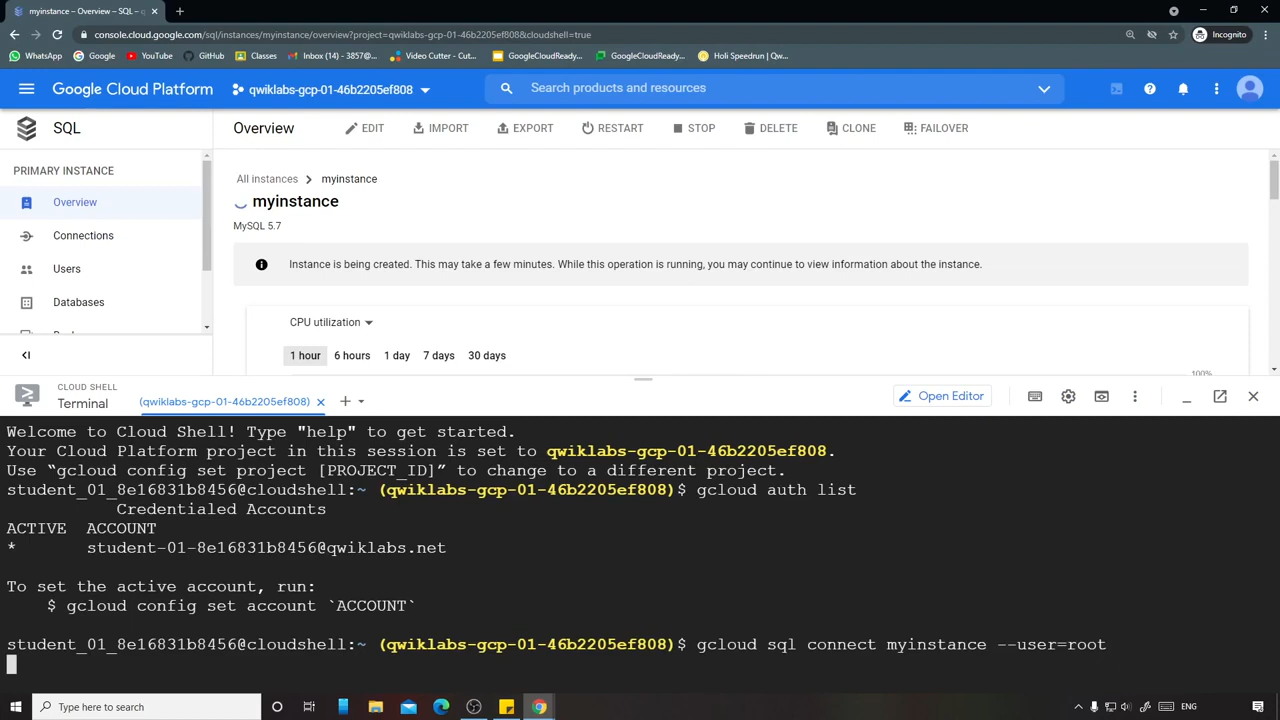 myinstance – Overview – SQL – q
console.cloud.google.com/sql/instances/myinstance/overview?project=qwiklabs-gcp-01-46b2205ef808&cloudshell=true
Incognito
WhatsApp
Google
YouTube
GitHub
Classes
Inbox (14) - 3857@...
Video Cutter - Cut...
GoogleCloudReady...
GoogleCloudReady...
Holi Speedrun | Qw...
Google Cloud Platform
qwiklabs-gcp-01-46b2205ef808
Search products and resources
SQL
Overview
EDIT
IMPORT
EXPORT
RESTART
STOP
DELETE
CLONE
FAILOVER
PRIMARY INSTANCE
Overview
Connections
Users
Databases
All instances
myinstance
myinstance
MySQL 5.7
Instance is being created. This may take a few minutes. While this operation is running, you may continue to view information about the instance.
CPU utilization
1 hour
6 hours
1 day
7 days
30 days
100%
CLOUD SHELL
Terminal
(qwiklabs-gcp-01-46b2205ef808)
Open Editor
Welcome to Cloud Shell! Type "help" to get started.
Your Cloud Platform project in this session is set to qwiklabs-gcp-01-46b2205ef808.
Use “gcloud config set project [PROJECT_ID]” to change to a different project.
student_01_8e16831b8456@cloudshell:~ (qwiklabs-gcp-01-46b2205ef808)$ gcloud auth list
Credentialed Accounts
ACTIVE ACCOUNT
* student-01-8e16831b8456@qwiklabs.net
To set the active account, run:
$ gcloud config set account `ACCOUNT`
student_01_8e16831b8456@cloudshell:~ (qwiklabs-gcp-01-46b2205ef808)$ gcloud sql connect myinstance --user=root
Type here to search
ENG